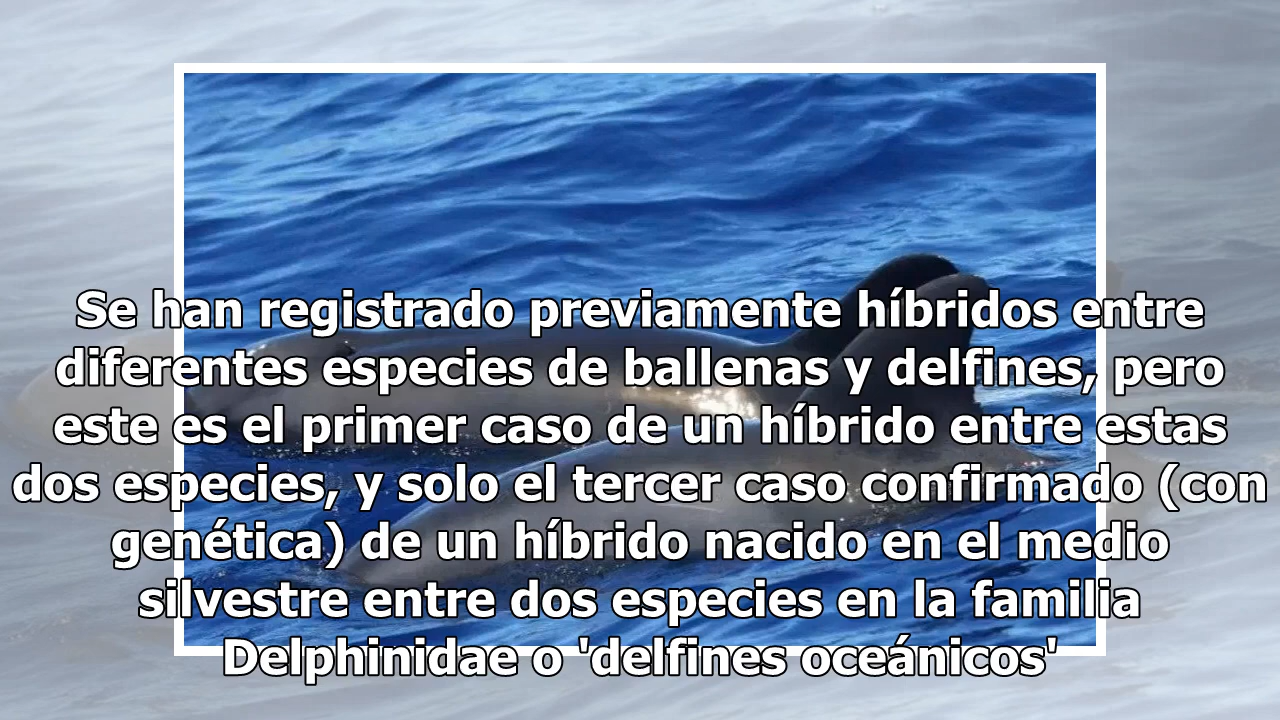 Se han registrado previamente híbridos entre
diferentes especies de ballenas y delfines, pero
este es el primer caso de un híbrido entre estas
dos especies, y solo el tercer caso confirmado (con
genética) de un híbrido nacido en el medio
silvestre entre dos especies en la familia
Delphinidae o 'delfines oceánicos'